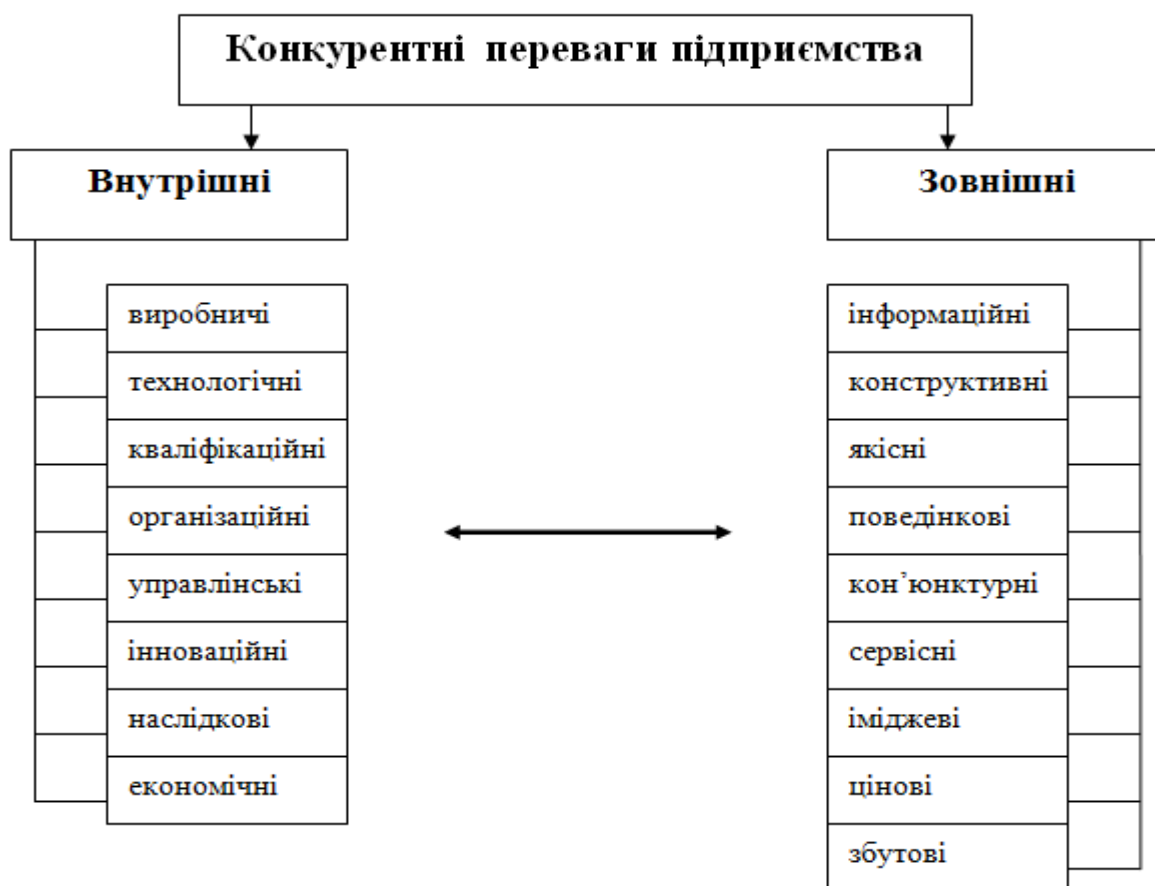 Конкурентні переваги підприємства
Внутрішні
Зовнішні
виробничі
технологічні
кваліфікаційні
організаційні
управлінські
інноваційні
наслідкові
економічні
інформаційні
конструктивні
якісні
поведінкові
кон’юнктурні
сервісні
іміджеві
цінові
збутові